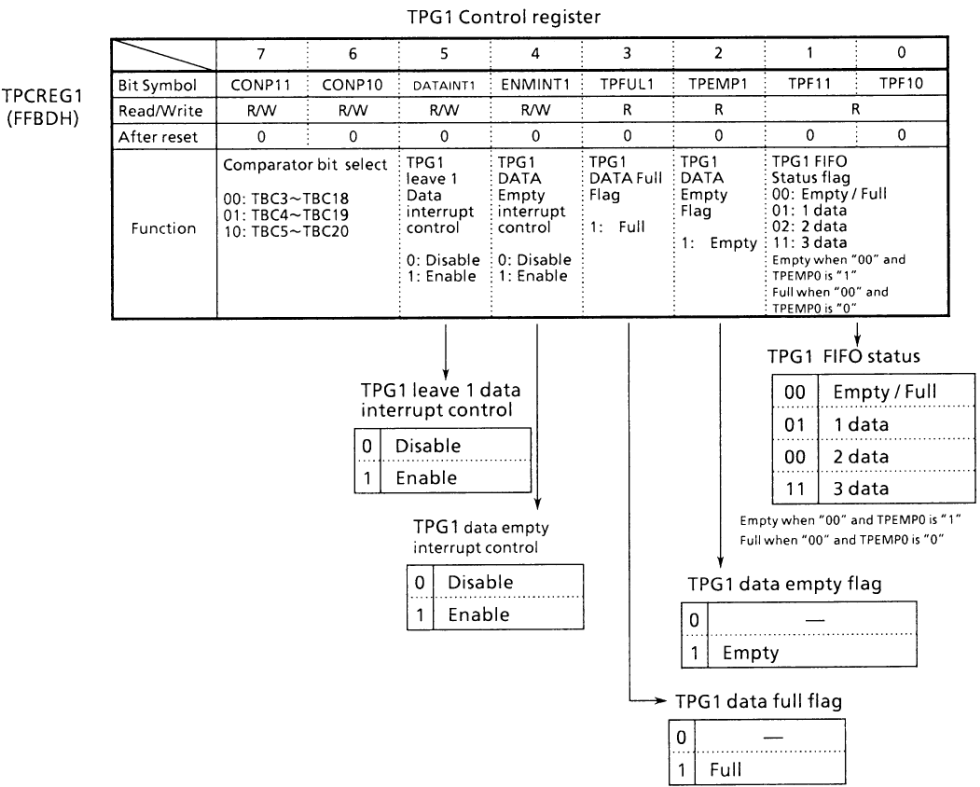 TPG1 Control register
TPCREG1
(FFBDH)
7 6 5 4 3 2 1 0
Bit Symbol CONP11 CONP10 DATAINT1 ENMINT1 TPFUL1 TPEMP1 TPF11 TPF10
Read/Write R/W R/W R/W R/W R R R
After reset 0 0 0 0 0 0 0 0
Function
Comparator bit select
00: TBC3~TBC18
01: TBC4~TBC19
10: TBC5~TBC20
TPG1
leave 1
Data
interrupt
control
0: Disable
1: Enable
TPG1
DATA
Empty
interrupt
control
0: Disable
1: Enable
TPG1
DATA Full
Flag
1: Full
TPG1
DATA
Empty
Flag
1: Empty
TPG1 FIFO
Status flag
00: Empty / Full
01: 1 data
02: 2 data
11: 3 data
Empty when "00" and
TPEMP0 is "1"
Full when "00" and
TPEMP0 is "0"
TPG1 leave 1 data
interrupt control
0 Disable
1 Enable
TPG1 data empty
interrupt control
0 Disable
1 Enable
TPG1 FIFO status
00 Empty / Full
01 1 data
00 2 data
11 3 data
Empty when "00" and TPEMP0 is "1"
Full when "00" and TPEMP0 is "0"
TPG1 data empty flag
0 —
1 Empty
TPG1 data full flag
0 —
1 Full